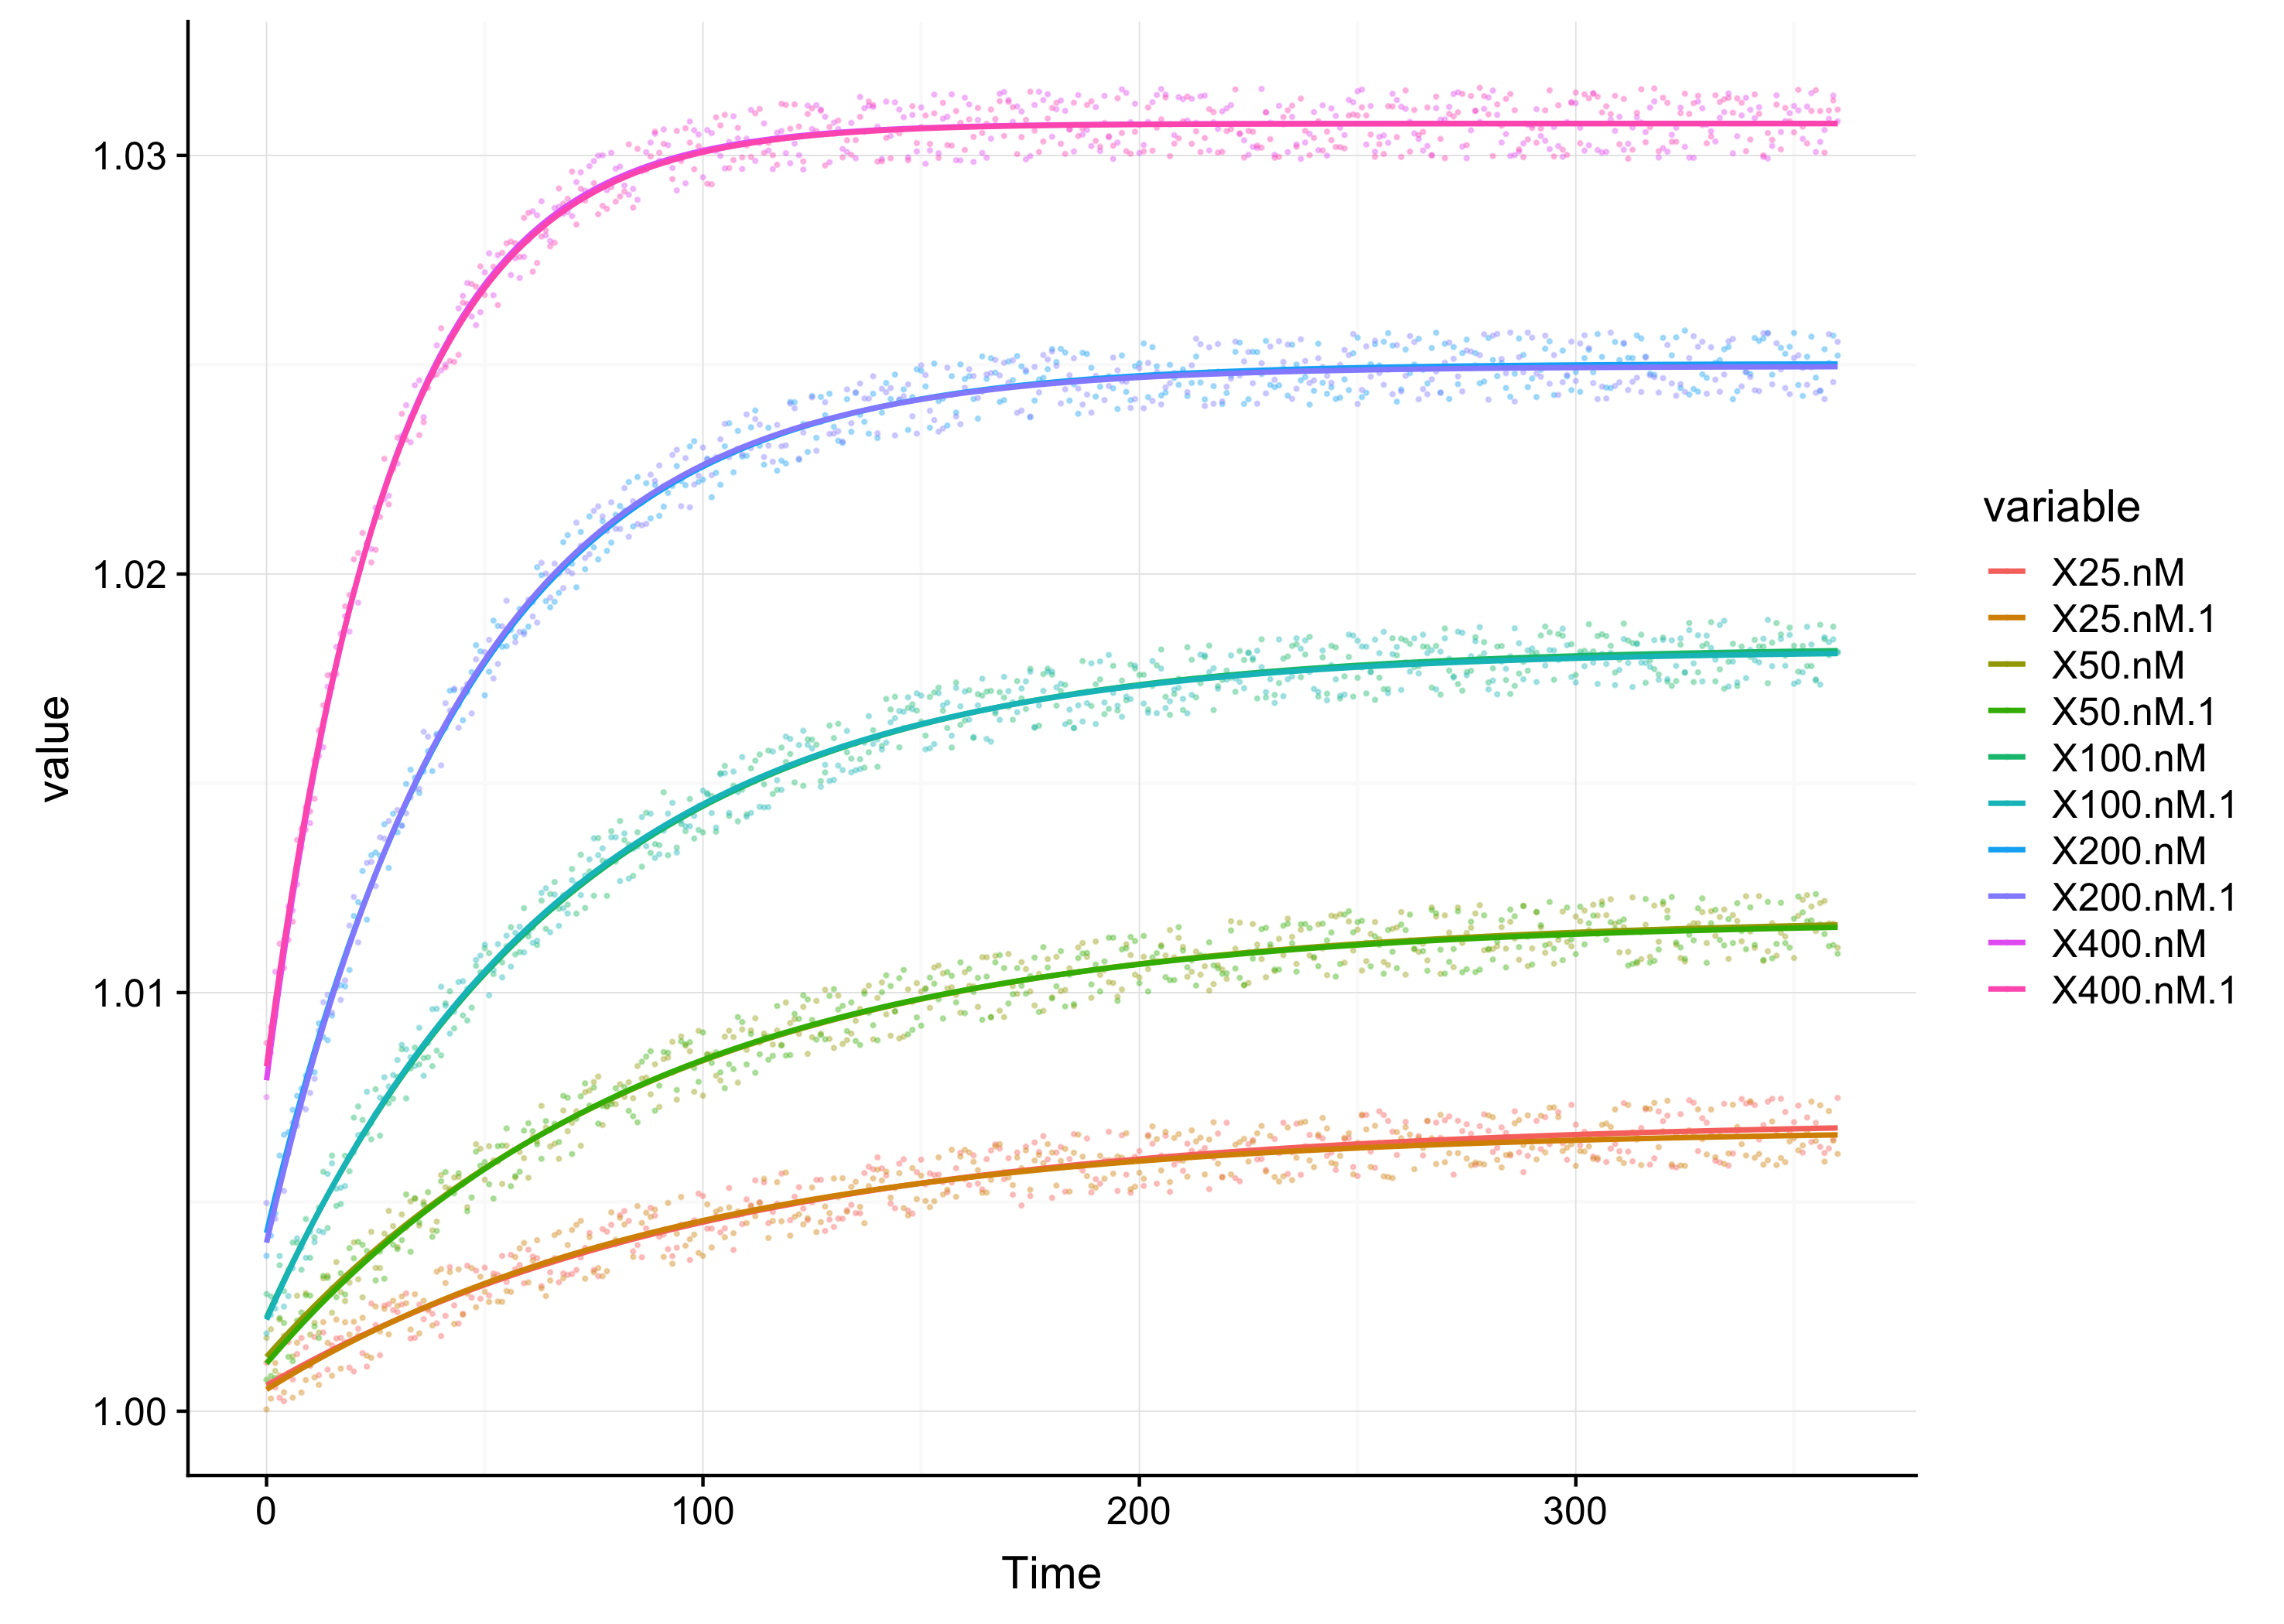 1.03
1.02
1.01
1.00
value
0
100
200
300
Time
variable
X25.nM
X25.nM.1
X50.nM
X50.nM.1
X100.nM
X100.nM.1
X200.nM
X200.nM.1
X400.nM
X400.nM.1